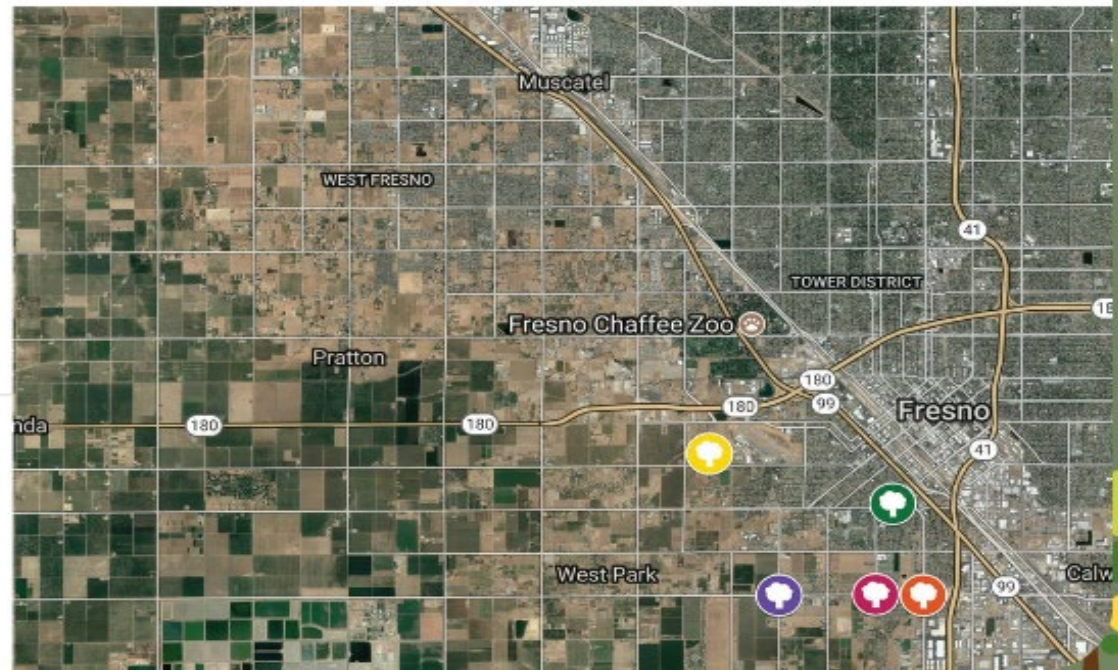 Muscatel
WEST FRESNO
41
TOWER DISTRICT
Fresno Chaffee Zoo
Pratton
180
99
180
Fresno
nda
180
180
41
West Park
99
Calw